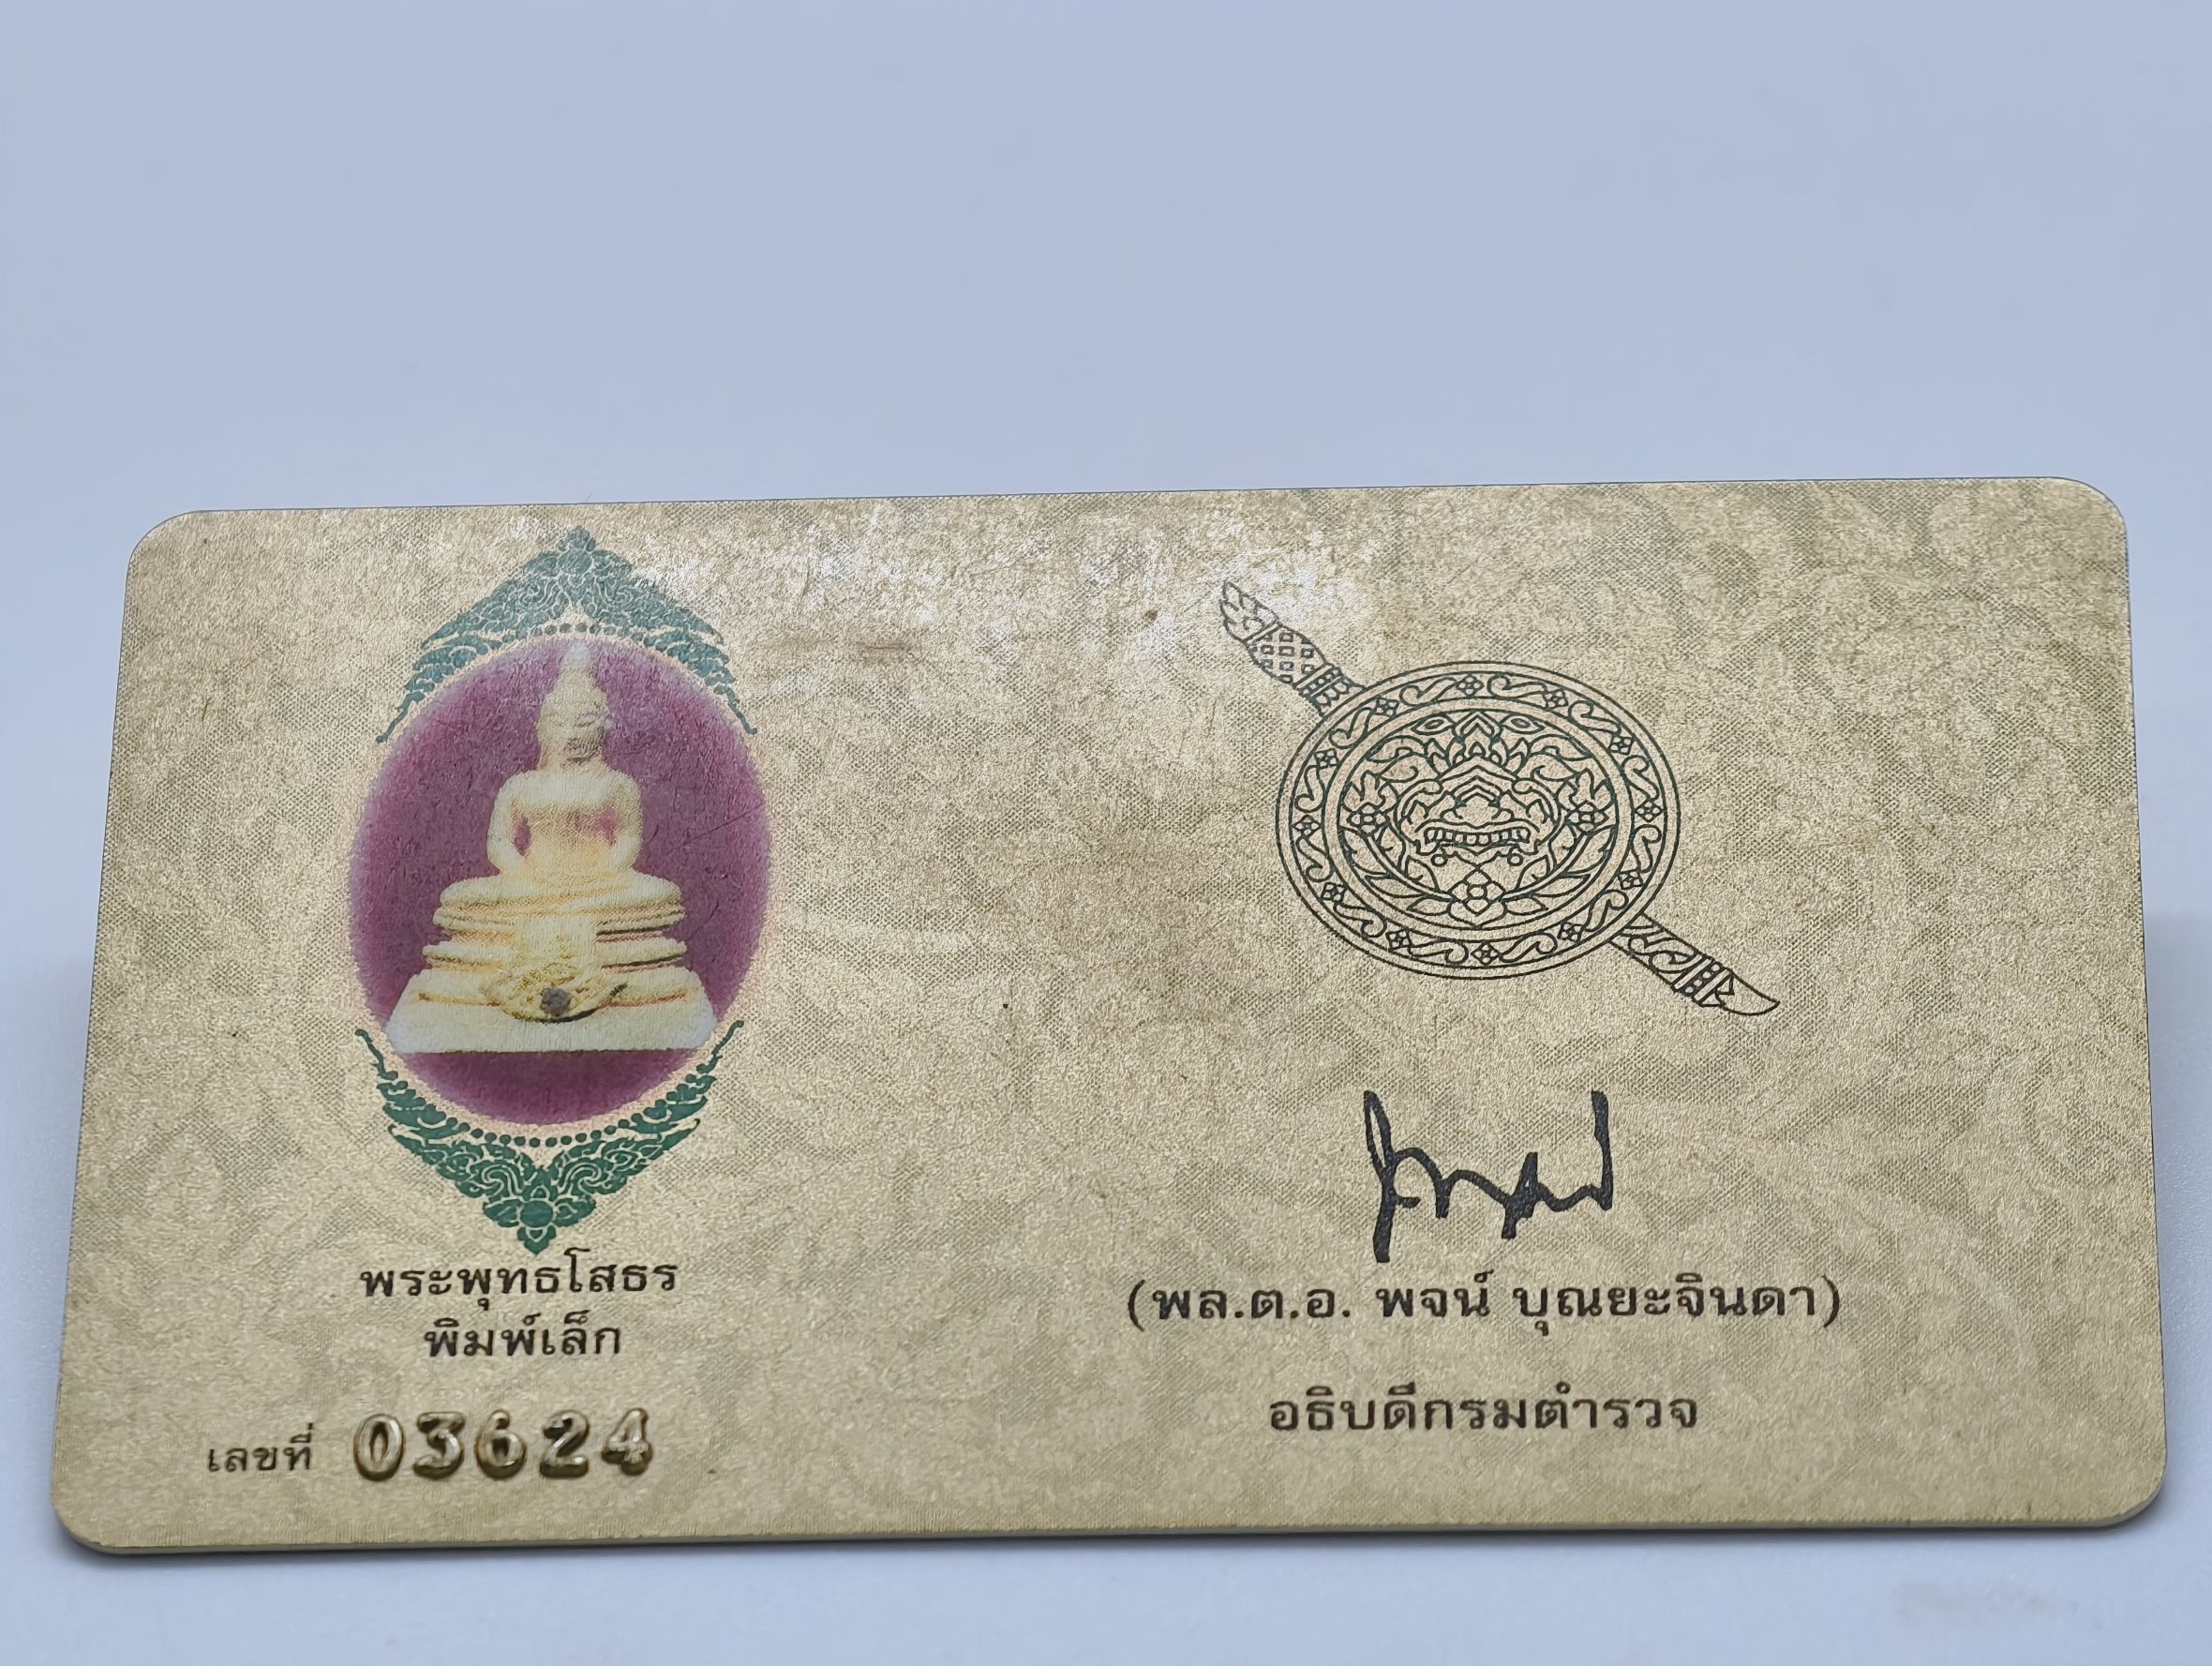 พระพุทธโสธร
พิมพ์เล็ก
เลขที่ 03624
(พล.ต.อ. พจน์ บุณยะจินดา)
อธิบดีกรมตำรวจ